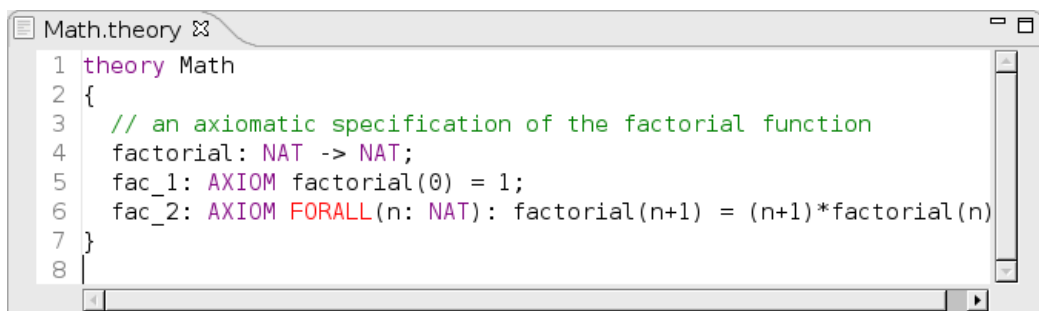 Math.theory
1 theory Math
2 {
3 // an axiomatic specification of the factorial function
4 factorial: NAT -> NAT;
5 fac_1: AXIOM factorial(0) = 1;
6 fac_2: AXIOM FORALL(n: NAT): factorial(n+1) = (n+1)*factorial(n)
7 }
8